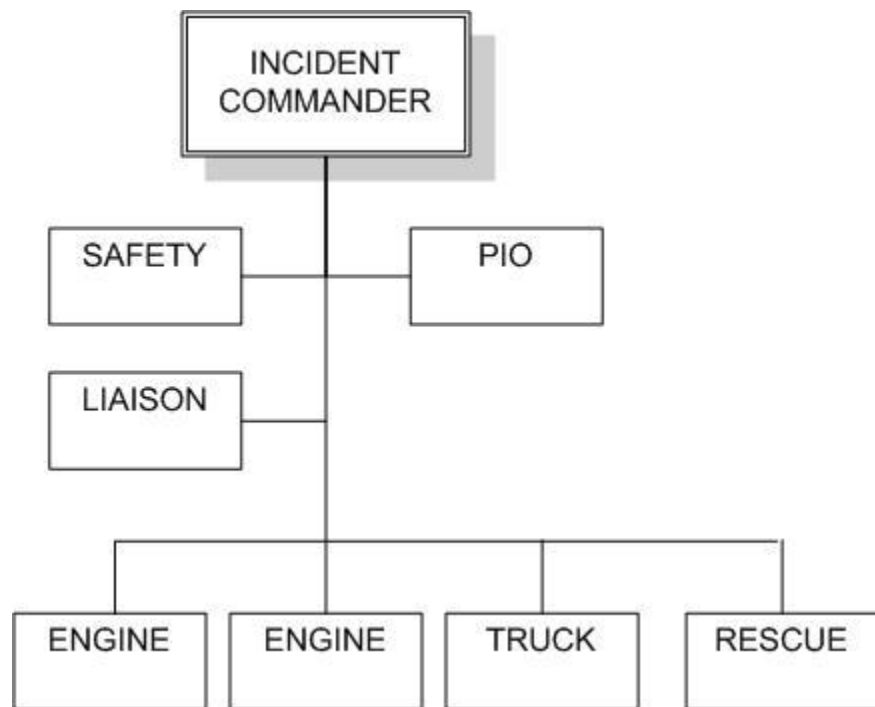 INCIDENT
COMMANDER
SAFETY
PIO
LIAISON
ENGINE
ENGINE
TRUCK
RESCUE